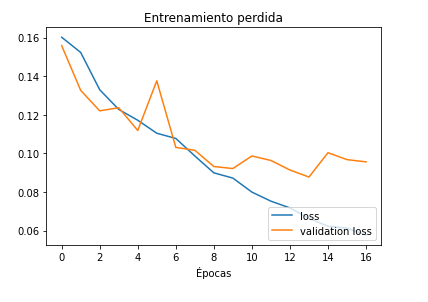 Entrenamiento perdida
0.16
0.14
0.12
0.10
0.08
0.06
loss
validation loss
0 2 4 6 8 10 12 14 16
Épocas